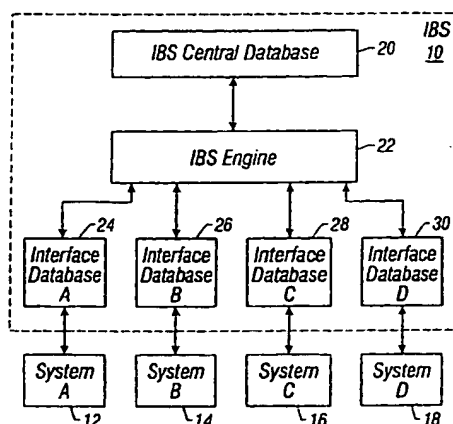 IBS
10
IBS Central Database
20
IBS Engine
22
24
26
28
30
Interface
Database
A
Interface
Database
B
Interface
Database
C
Interface
Database
D
System
A
System
B
System
C
System
D
12
14
16
18